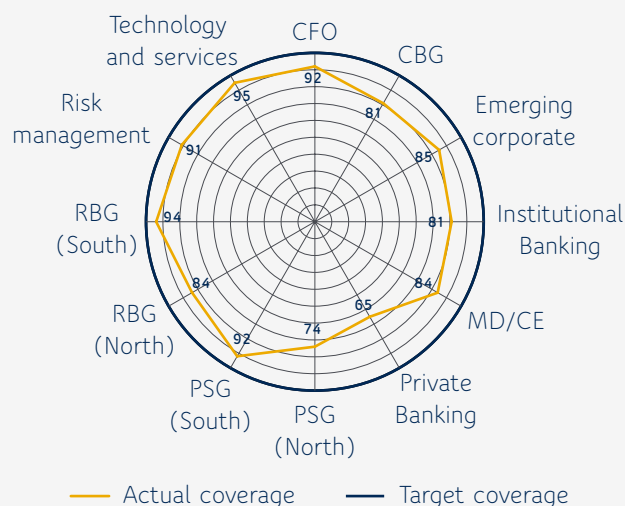 Technology
and services
CFO
CBG
Emerging
corporate
Institutional
Banking
MD/CE
Private
Banking
PSG
(North)
PSG
(South)
RBG
(North)
RBG
(South)
Risk
management
92
81
85
81
84
65
74
92
84
94
91
95
Actual coverage
Target coverage